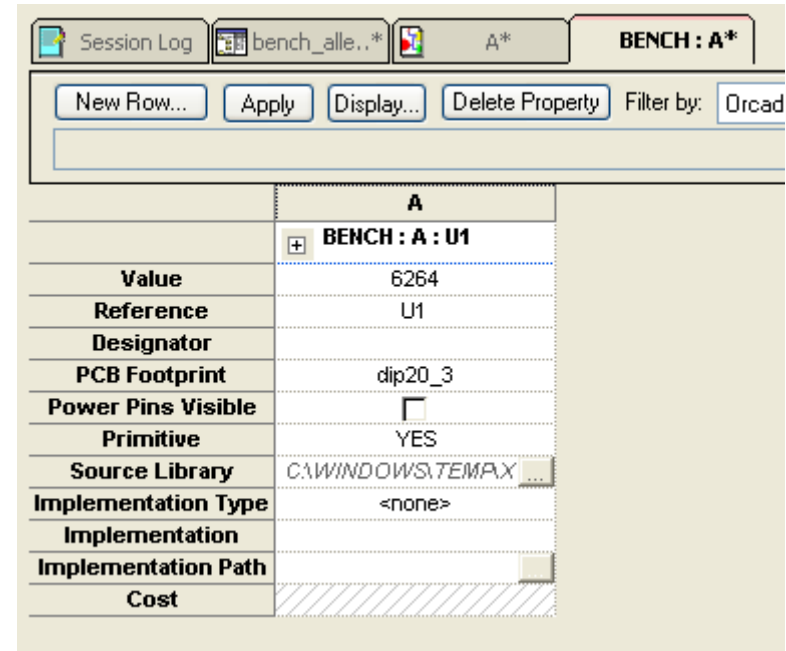 Session Log bench_alle..* A* BENCH : A*
New Row... Apply Display... Delete Property Filter by: Orcad
A
BENCH : A : U1
Value 6264
Reference U1
Designator
PCB Footprint dip20_3
Power Pins Visible
Primitive YES
Source Library C:\WINDOWS\TEMP\X ...
Implementation Type <none>
Implementation
Implementation Path
Cost